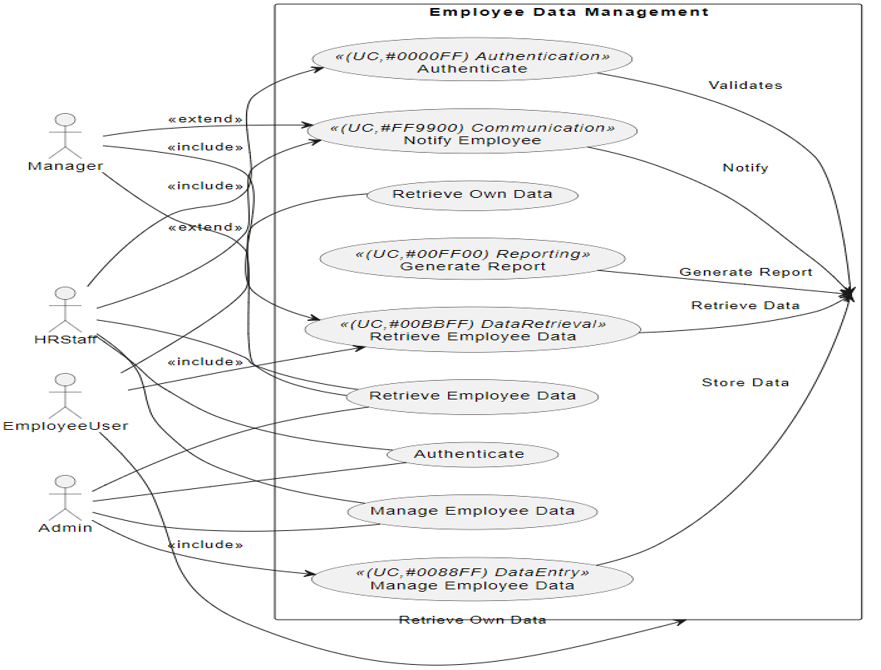 Employee Data Management
«(UC,#0000FF) Authentication»
Authenticate
Validates
«extend»
«(UC,#FF9900) Communication»
Notify Employee
«include»
Manager
Notify
«include»
Retrieve Own Data
«extend»
«(UC,#00FF00) Reporting»
Generate Report
Generate Report
Retrieve Data
«(UC,#00BBFF) DataRetrieval»
Retrieve Employee Data
HRStaff
«include»
Store Data
Retrieve Employee Data
EmployeeUser
Authenticate
Manage Employee Data
Admin
«include»
«(UC,#0088FF) DataEntry»
Manage Employee Data
Retrieve Own Data